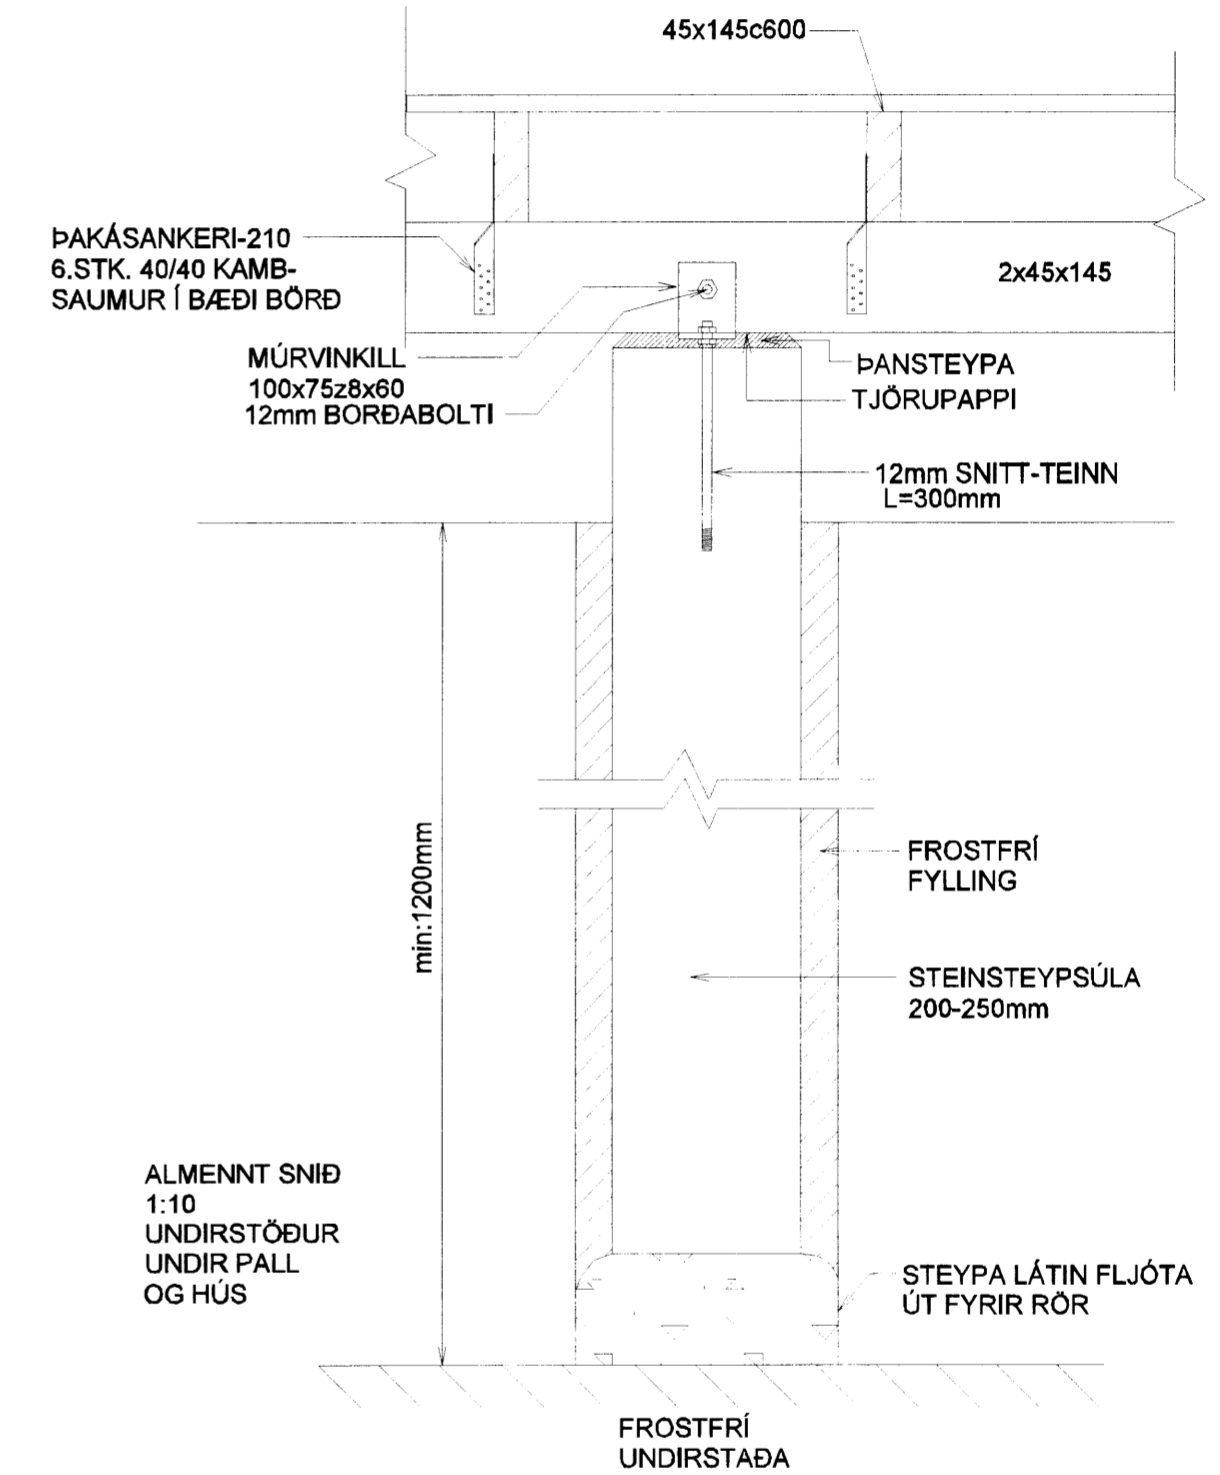 45x145c600
ÞAKÁSANKERI-210
6.STK. 40/40 KAMB-
SAUMUR Í BÆÐI BÖRÐ
2x45x145
MÚRVINKILL
100x75z8x60
12mm BORÐABOLTI
ÞANSTEYPA
TJÖRUPAPPI
12mm SNITT-TEINN
L=300mm
min:1200mm
FROSTFRÍ
FYLLING
STEINSTEYPSÚLA
200-250mm
ALMENNT SNIÐ
1:10
UNDIRSTÖÐUR
UNDIR PALL
OG HÚS
STEYPA LÁTIN FLJÓTA
ÚT FYRIR RÖR
FROSTFRÍ
UNDIRSTAÐA